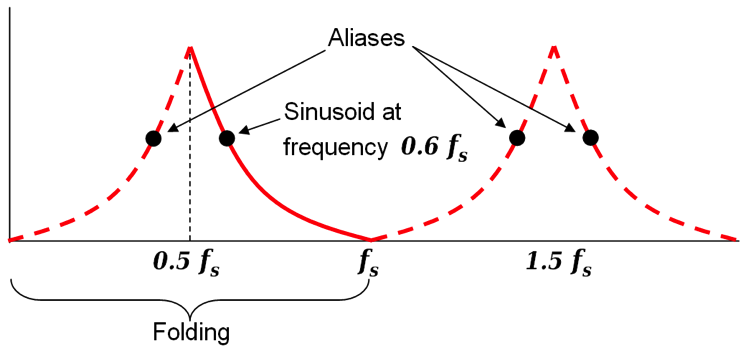 Aliases
Sinusoid at
frequency 0.6 fs
0.5 fs
fs
1.5 fs
Folding